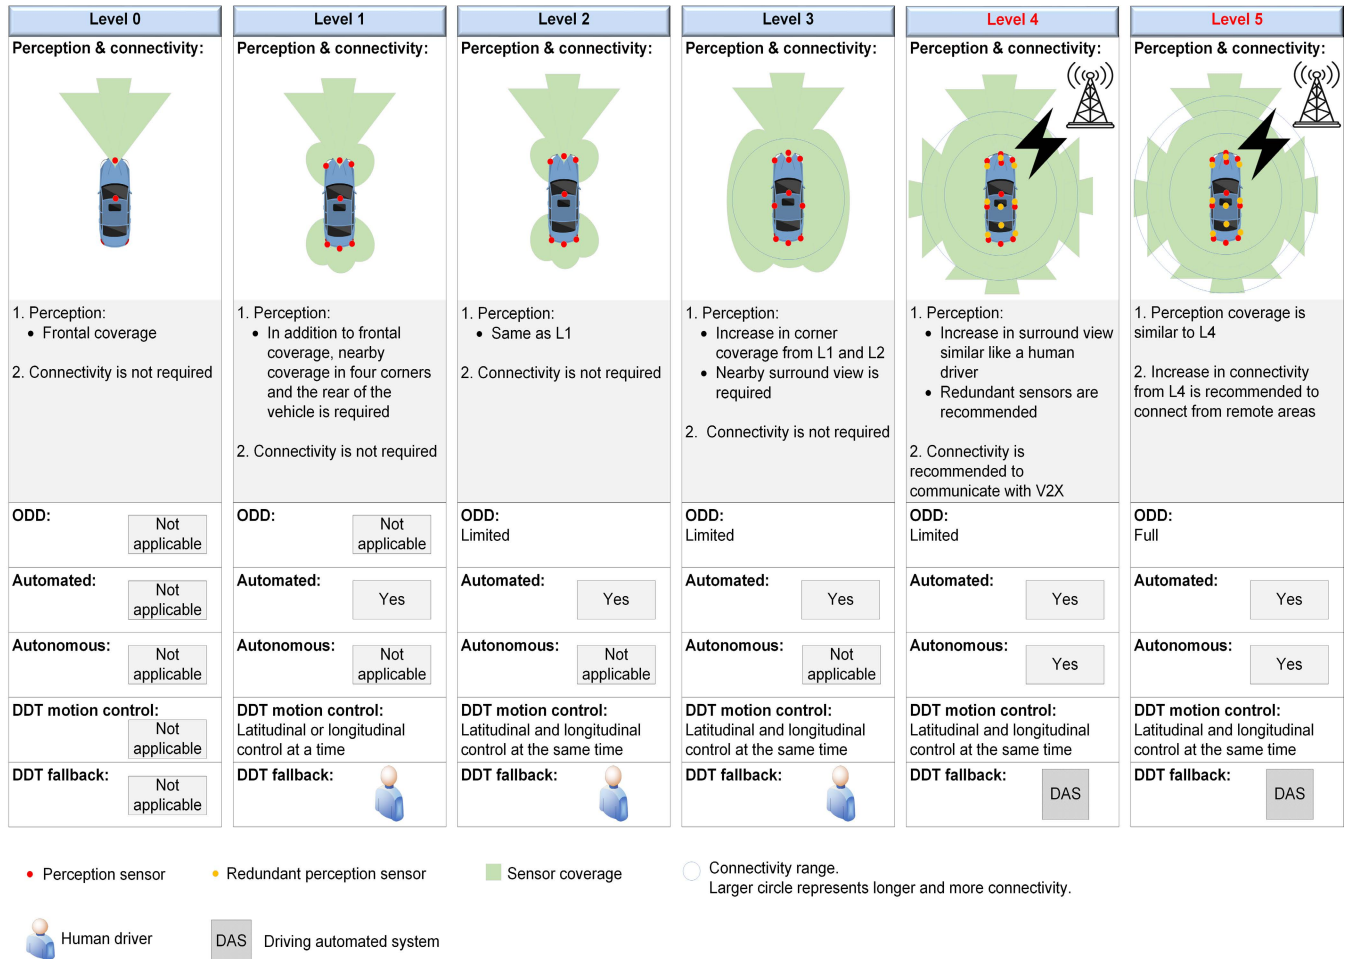 Level 0
Perception & connectivity:
1. Perception:
• Frontal coverage
2. Connectivity is not required
ODD:
Not
applicable
Automated:
Not
applicable
Autonomous:
Not
applicable
DDT motion control:
Not
applicable
DDT fallback:
Not
applicable
Level 1
Perception & connectivity:
1. Perception:
• In addition to frontal
coverage, nearby
coverage in four corners
and the rear of the
vehicle is required
2. Connectivity is not required
ODD:
Not
applicable
Automated:
Yes
Autonomous:
Not
applicable
DDT motion control:
Latitudinal or longitudinal
control at a time
DDT fallback:
Level 2
Perception & connectivity:
1. Perception:
• Same as L1
2. Connectivity is not required
ODD:
Limited
Automated:
Yes
Autonomous:
Not
applicable
DDT motion control:
Latitudinal and longitudinal
control at the same time
DDT fallback:
Level 3
Perception & connectivity:
1. Perception:
• Increase in corner
coverage from L1 and L2
• Nearby surround view is
required
2. Connectivity is not required
ODD:
Limited
Automated:
Yes
Autonomous:
Not
applicable
DDT motion control:
Latitudinal and longitudinal
control at the same time
DDT fallback:
Level 4
Perception & connectivity:
1. Perception:
• Increase in surround view
similar like a human
driver
• Redundant sensors are
recommended
2. Connectivity is
recommended to
communicate with V2X
ODD:
Limited
Automated:
Yes
Autonomous:
Yes
DDT motion control:
Latitudinal and longitudinal
control at the same time
DDT fallback:
DAS
Level 5
Perception & connectivity:
1. Perception coverage is
similar to L4
2. Increase in connectivity
from L4 is recommended to
connect from remote areas
ODD:
Full
Automated:
Yes
Autonomous:
Yes
DDT motion control:
Latitudinal and longitudinal
control at the same time
DDT fallback:
DAS
Perception sensor
Redundant perception sensor
Sensor coverage
Connectivity range.
Larger circle represents longer and more connectivity.
Human driver
DAS
Driving automated system